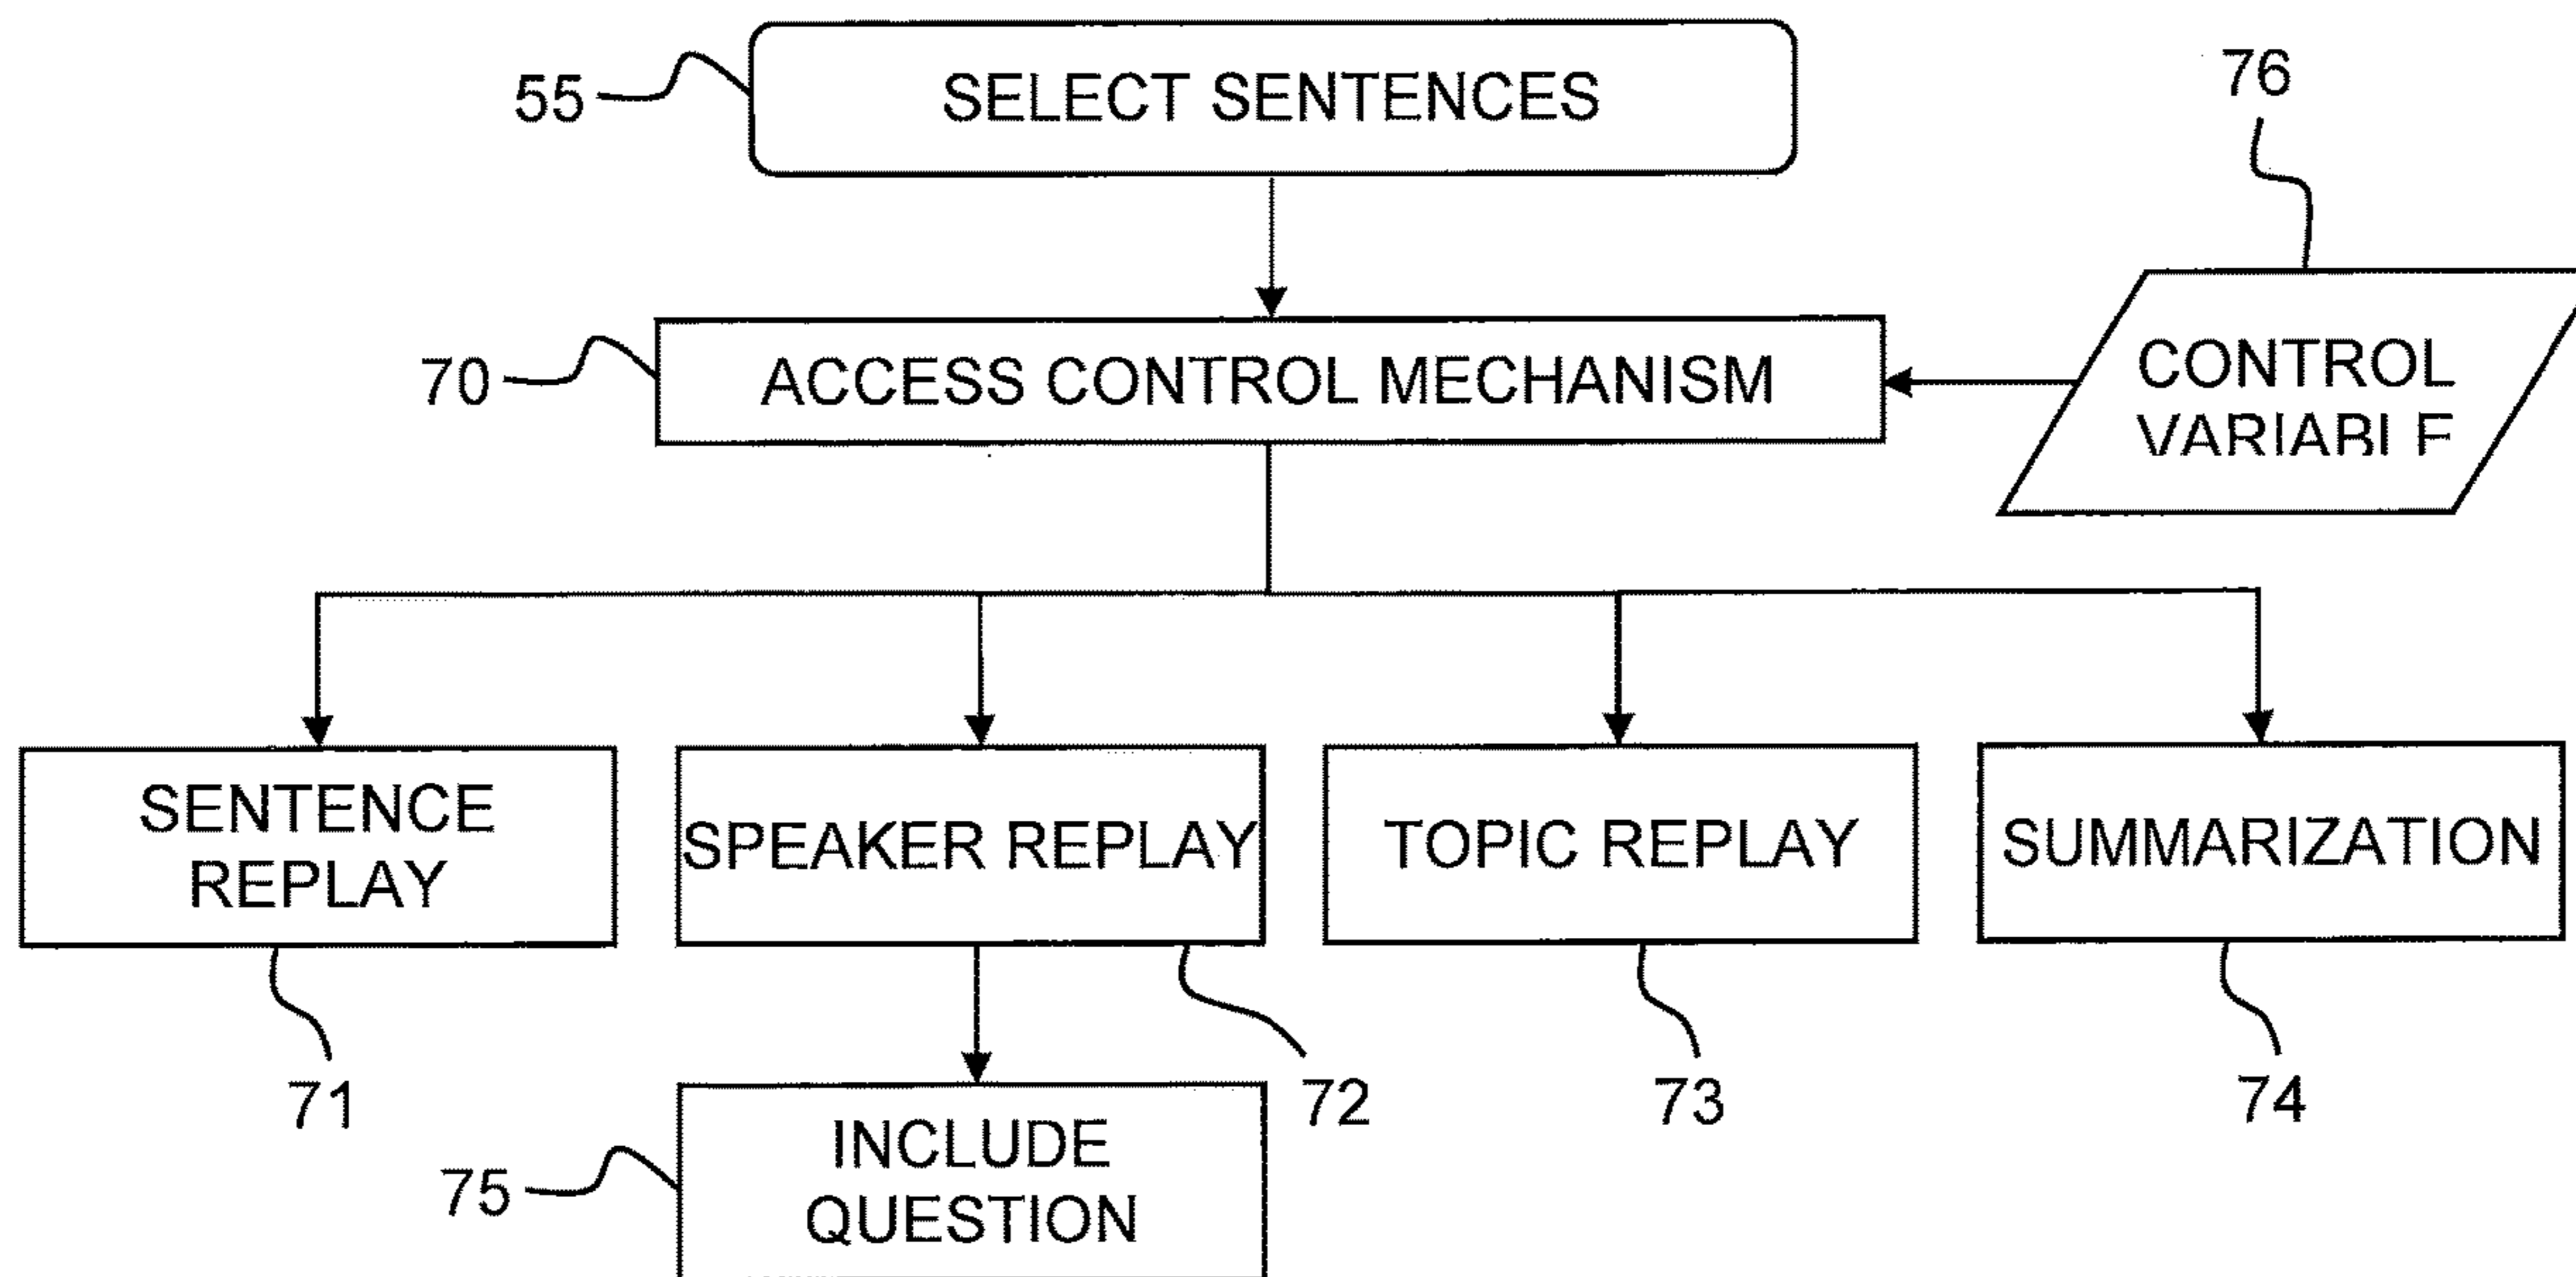 SELECT SENTENCES
55
76
ACCESS CONTROL MECHANISM
70
CONTROL
VARIABLE
SENTENCE
REPLAY
SPEAKER REPLAY
TOPIC REPLAY
SUMMARIZATION
71
72
73
74
INCLUDE
QUESTION
75